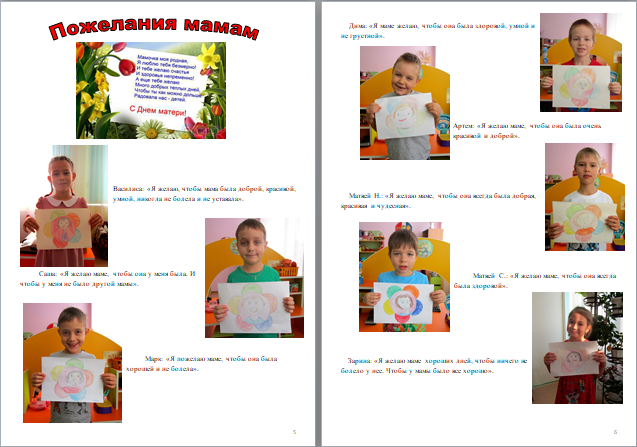 Пожелания мамам
Мамочка моя родная,
Я люблю тебя безмерно!
И тебе желаю счастья
И здоровья непременно!
А еще тебе желаю
Много добрых теплых дней,
Чтобы ты как можно дольше
Радовала нас - детей.
С Днем матери!
Василиса: «Я желаю, чтобы мама была доброй, красивой,
умной, никогда не болела и не уставала».
Саша: «Я желаю маме, чтобы она у меня была. И
чтобы у меня не было другой мамы».
Марк: «Я пожелаю маме, чтобы она была
хорошей и не болела».
5
Дима: «Я маме желаю, чтобы она была здоровой, умной и
не грустной».
Артем: «Я желаю маме, чтобы она была очень
красивой и доброй».
Матвей Н.: «Я желаю маме, чтобы она всегда была добрая,
красивая и чудесная».
Матвей С.: «Я желаю маме, чтобы она всегда
была здоровой».
Зарина: «Я желаю маме хороших дней, чтобы ничего не
болело у нее. Чтобы у мамы было все хорошо».
6